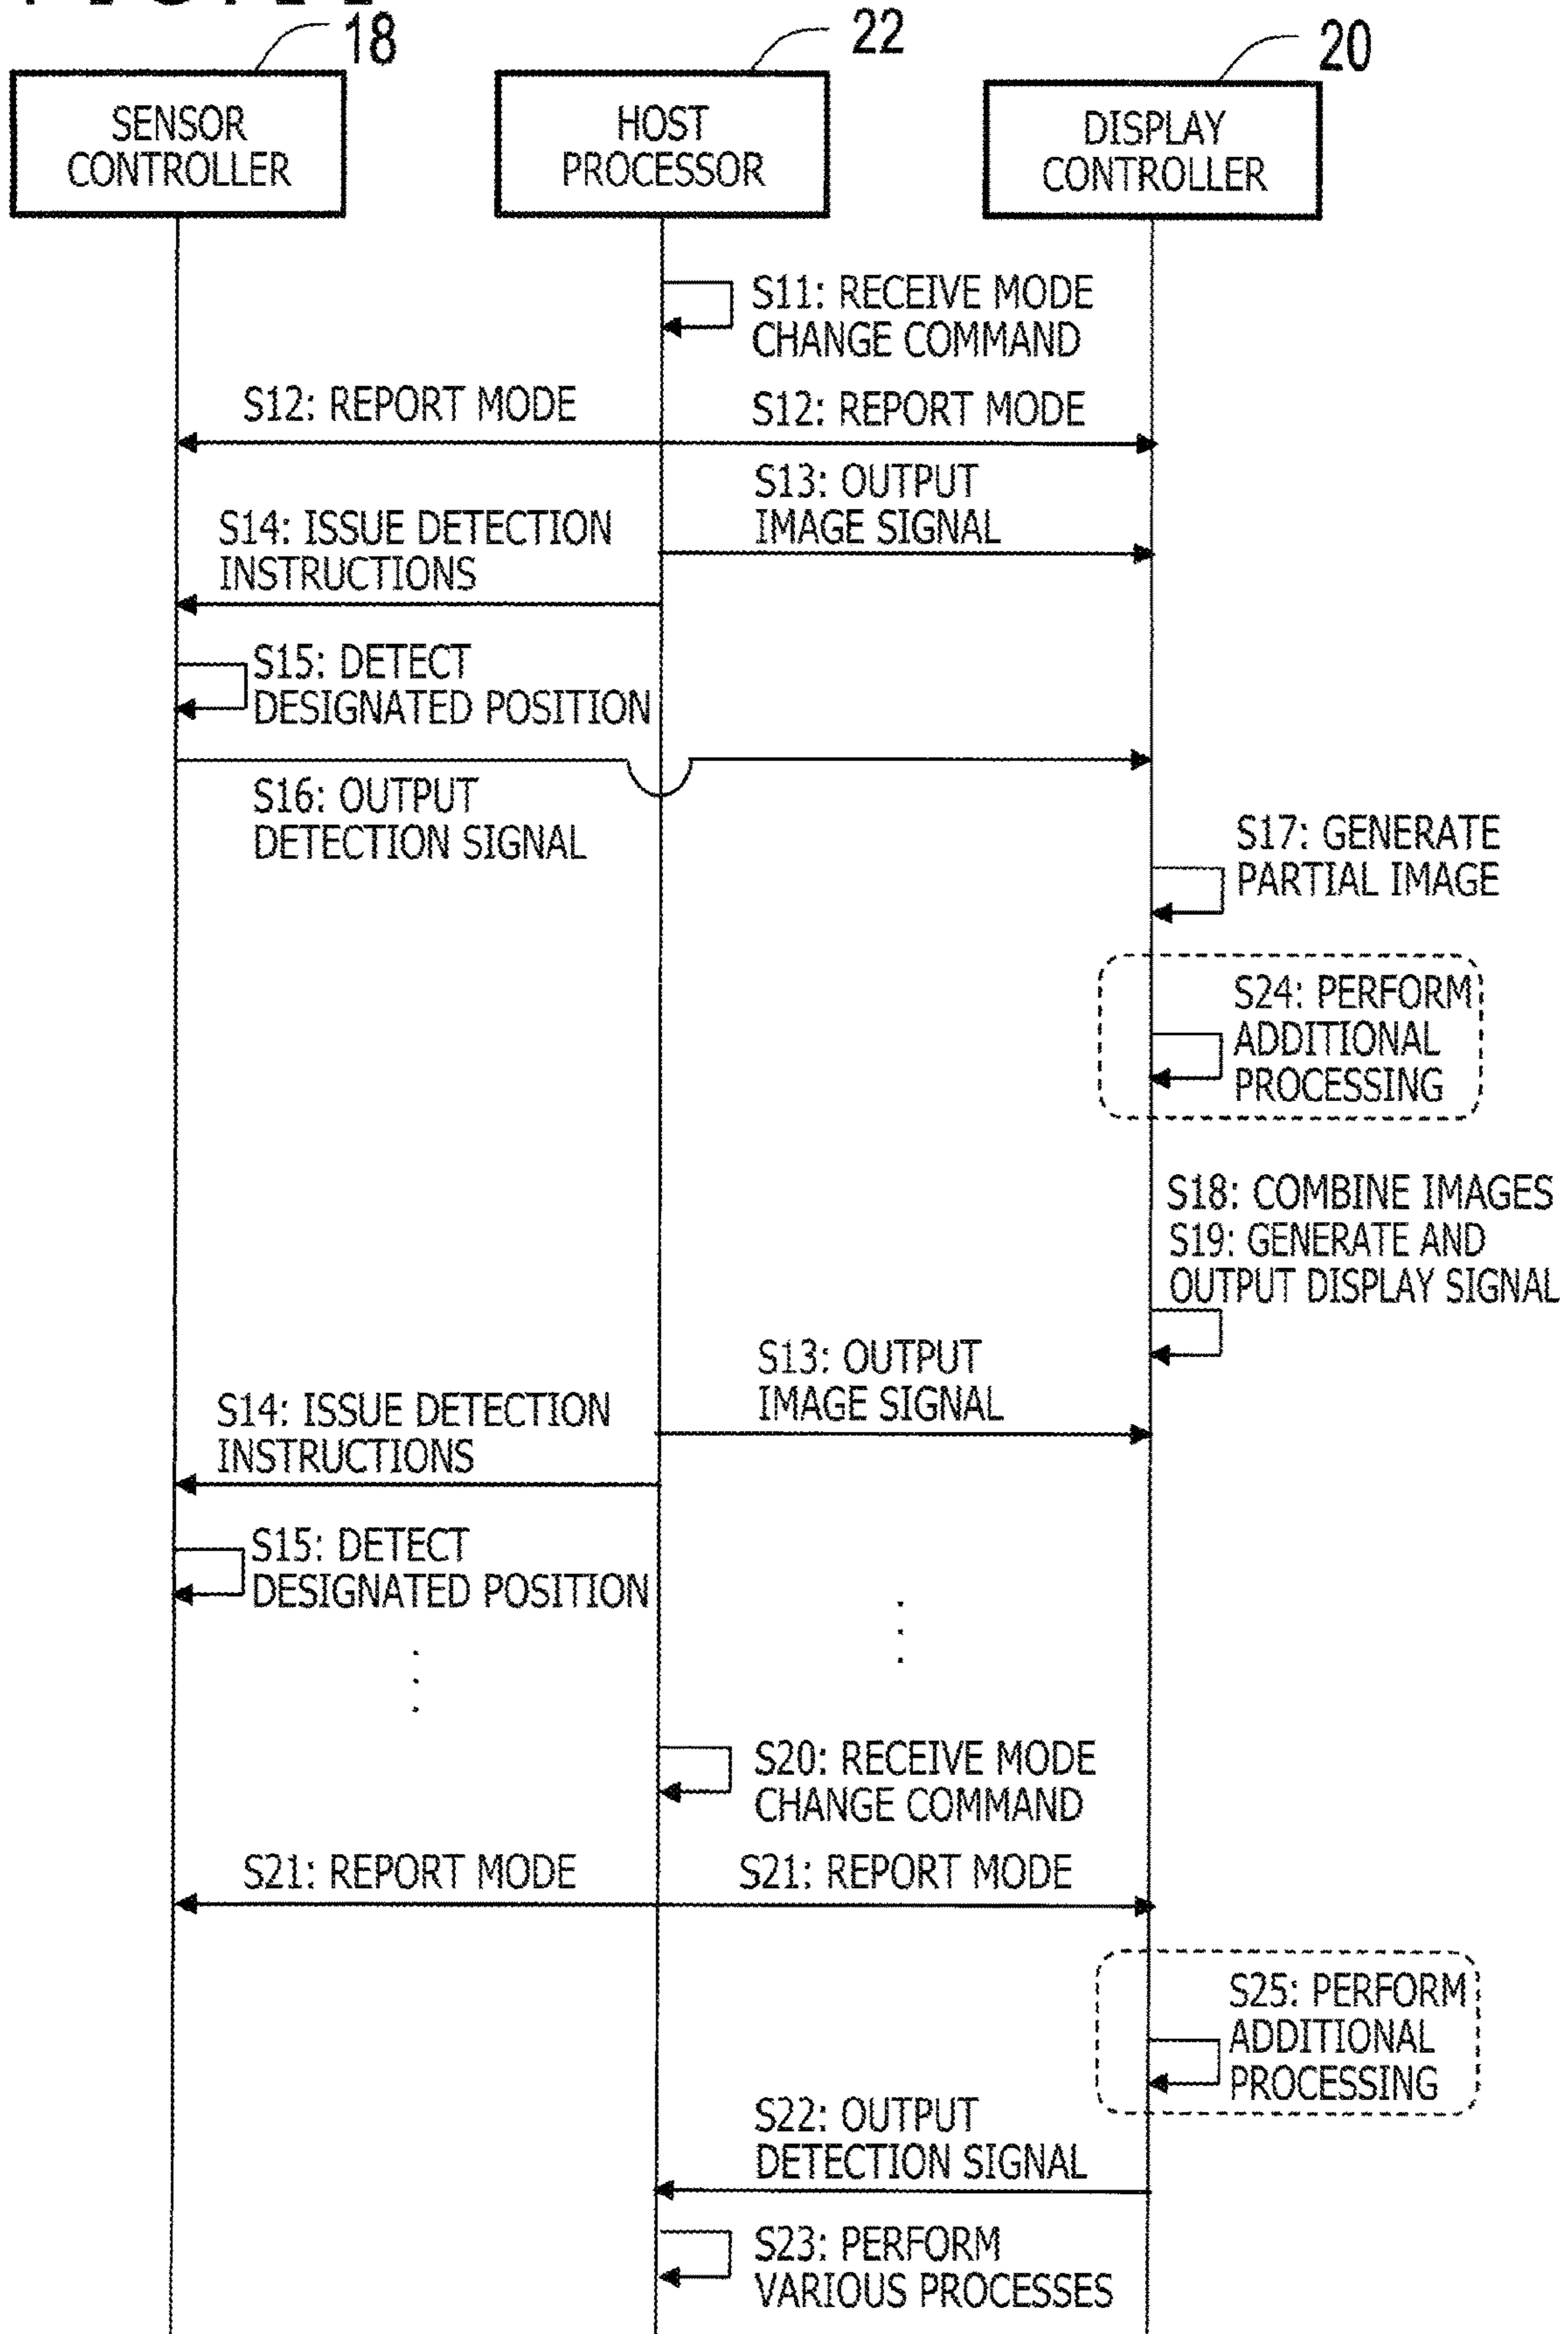 18
22
20
SENSOR
CONTROLLER
HOST
PROCESSOR
DISPLAY
CONTROLLER
S11: RECEIVE MODE
CHANGE COMMAND
S12: REPORT MODE
S12: REPORT MODE
S13: OUTPUT
IMAGE SIGNAL
S14: ISSUE DETECTION
INSTRUCTIONS
S15: DETECT
DESIGNATED POSITION
S16: OUTPUT
DETECTION SIGNAL
S17: GENERATE
PARTIAL IMAGE
S24: PERFORM
ADDITIONAL
PROCESSING
S18: COMBINE IMAGES
S19: GENERATE AND
OUTPUT DISPLAY SIGNAL
S13: OUTPUT
IMAGE SIGNAL
S14: ISSUE DETECTION
INSTRUCTIONS
S15: DETECT
DESIGNATED POSITION
S20: RECEIVE MODE
CHANGE COMMAND
S21: REPORT MODE
S21: REPORT MODE
S25: PERFORM
ADDITIONAL
PROCESSING
S22: OUTPUT
DETECTION SIGNAL
S23: PERFORM
VARIOUS PROCESSES